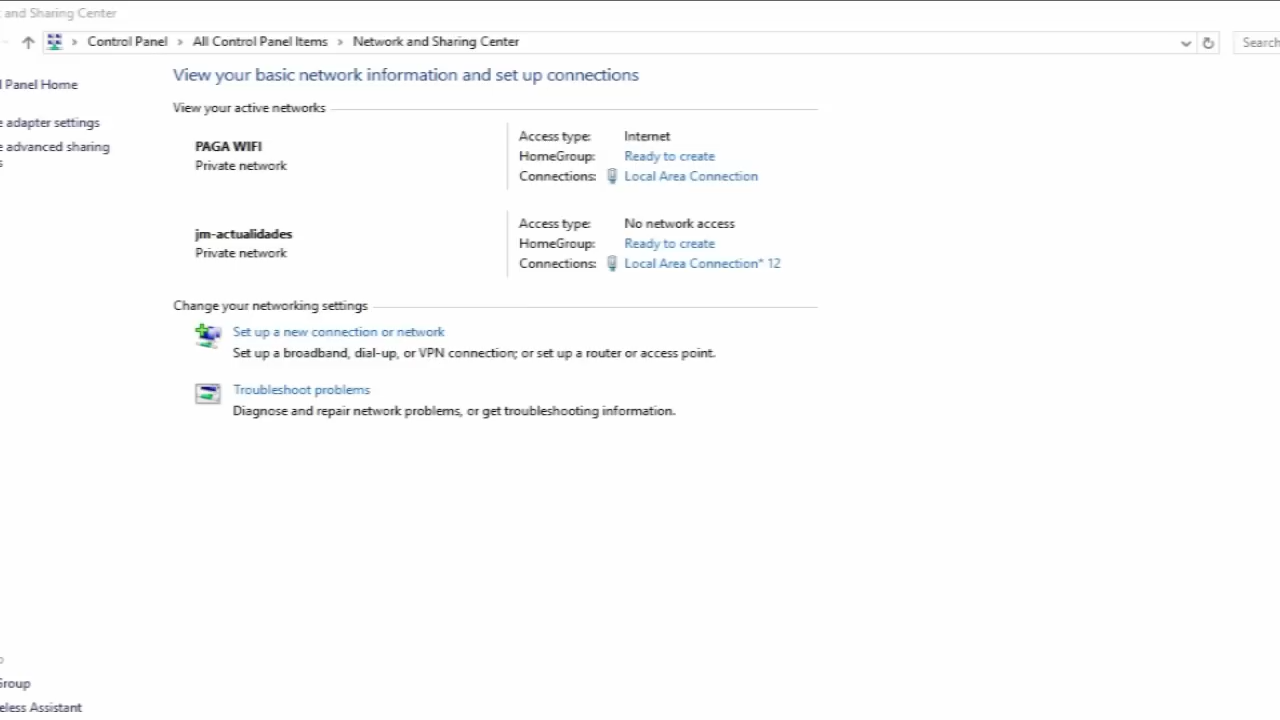 and Sharing Center
Control Panel > All Control Panel Items > Network and Sharing Center
Search
l Panel Home
e adapter settings
e advanced sharing
s
View your basic network information and set up connections
View your active networks
PAGA WIFI
Private network
Access type: Internet
HomeGroup: Ready to create
Connections: Local Area Connection
jm-actualidades
Private network
Access type: No network access
HomeGroup: Ready to create
Connections: Local Area Connection* 12
Change your networking settings
Set up a new connection or network
Set up a broadband, dial-up, or VPN connection; or set up a router or access point.
Troubleshoot problems
Diagnose and repair network problems, or get troubleshooting information.
Group
eless Assistant